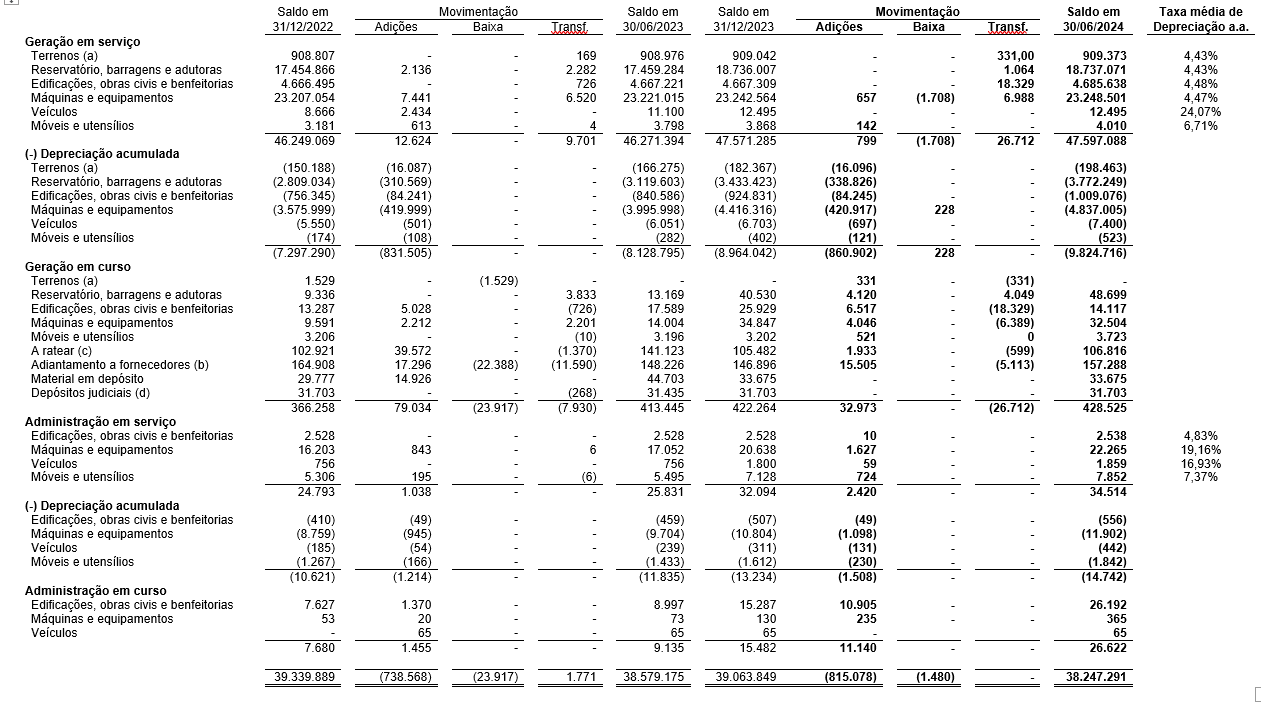 Saldo em Movimentação Saldo em Saldo em Movimentação Saldo em Taxa média de
31/12/2022 Adições Baixa Transf. 30/06/2023 31/12/2023 Adições Baixa Transf. 30/06/2024 Depreciação a.a.
Geração em serviço
Terrenos (a) 908.807 - - 169 908.976 909.042 - - 331,00 909.373 4,43%
Reservatório, barragens e adutoras 17.454.866 2.136 - 2.282 17.459.284 18.736.007 - - 1.064 18.737.071 4,43%
Edificações, obras civis e benfeitorias 4.666.495 - - 726 4.667.221 4.667.309 - - 18.329 4.685.638 4,48%
Máquinas e equipamentos 23.207.054 7.441 - 6.520 23.221.015 23.242.564 657 (1.708) 6.988 23.248.501 4,47%
Veículos 8.666 2.434 - - 11.100 12.495 - - - 12.495 24,07%
Móveis e utensílios 3.181 613 - 4 3.798 3.868 142 - - 4.010 6,71%
46.249.069 12.624 - 9.701 46.271.394 47.571.285 799 (1.708) 26.712 47.597.088
(-) Depreciação acumulada
Terrenos (a) (150.188) (16.087) - - (166.275) (182.367) (16.096) - - (198.463)
Reservatório, barragens e adutoras (2.809.034) (310.569) - - (3.119.603) (3.433.423) (338.826) - - (3.772.249)
Edificações, obras civis e benfeitorias (756.345) (84.241) - - (840.586) (924.831) (84.245) - - (1.009.076)
Máquinas e equipamentos (3.575.999) (419.999) - - (3.995.998) (4.416.316) (420.917) 228 - (4.837.005)
Veículos (5.550) (501) - - (6.051) (6.703) (697) - - (7.400)
Móveis e utensílios (174) (108) - - (282) (402) (121) - - (523)
(7.297.290) (831.505) - - (8.128.795) (8.964.042) (860.902) 228 - (9.824.716)
Geração em curso
Terrenos (a) 1.529 - (1.529) - - - 331 - (331) -
Reservatório, barragens e adutoras 9.336 - - 3.833 13.169 40.530 4.120 - 4.049 48.699
Edificações, obras civis e benfeitorias 13.287 5.028 - (726) 17.589 25.929 6.517 - (18.329) 14.117
Máquinas e equipamentos 9.591 2.212 - 2.201 14.004 34.847 4.046 - (6.389) 32.504
Móveis e utensílios 3.206 - - (10) 3.196 3.202 521 - 0 3.723
A ratear (c) 102.921 39.572 - (1.370) 141.123 105.482 1.933 - (599) 106.816
Adiantamento a fornecedores (b) 164.908 17.296 (22.388) (11.590) 148.226 146.896 15.505 - (5.113) 157.288
Material em depósito 29.777 14.926 - - 44.703 33.675 - - - 33.675
Depósitos judiciais (d) 31.703 - - (268) 31.435 31.703 - - - 31.703
366.258 79.034 (23.917) (7.930) 413.445 422.264 32.973 - (26.712) 428.525
Administração em serviço
Edificações, obras civis e benfeitorias 2.528 - - - 2.528 2.528 10 - - 2.538 4,83%
Máquinas e equipamentos 16.203 843 - 6 17.052 20.638 1.627 - - 22.265 19,16%
Veículos 756 - - - 756 1.800 59 - - 1.859 16,93%
Móveis e utensílios 5.306 195 - (6) 5.495 7.128 724 - - 7.852 7,37%
24.793 1.038 - - 25.831 32.094 2.420 - - 34.514
(-) Depreciação acumulada
Edificações, obras civis e benfeitorias (410) (49) - - (459) (507) (49) - - (556)
Máquinas e equipamentos (8.759) (945) - - (9.704) (10.804) (1.098) - - (11.902)
Veículos (185) (54) - - (239) (311) (131) - - (442)
Móveis e utensílios (1.267) (166) - - (1.433) (1.612) (230) - - (1.842)
(10.621) (1.214) - - (11.835) (13.234) (1.508) - - (14.742)
Administração em curso
Edificações, obras civis e benfeitorias 7.627 1.370 - - 8.997 15.287 10.905 - - 26.192
Máquinas e equipamentos 53 20 - - 73 130 235 - - 365
Veículos - 65 - - 65 65 - - - 65
7.680 1.455 - - 9.135 15.482 11.140 - - 26.622
39.339.889 (738.568) (23.917) 1.771 38.579.175 39.063.849 (815.078) (1.480) - 38.247.291